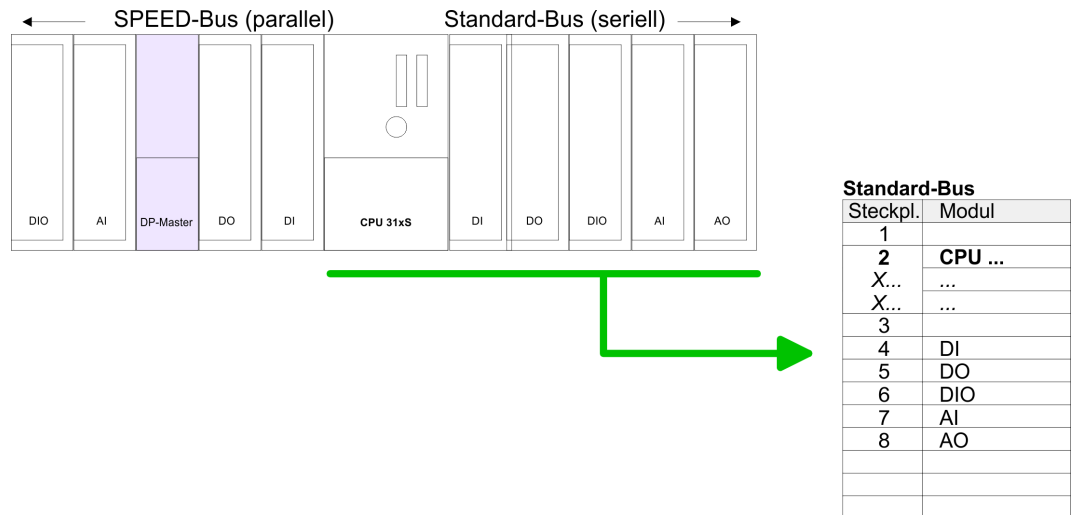 SPEED-Bus (parallel) Standard-Bus (seriell)
DIO AI DP-Master DO DI CPU 31xS DI DO DIO AI AO
Standard-Bus
Steckpl. Modul
1
2 CPU ...
X... ...
X... ...
3
4 DI
5 DO
6 DIO
7 AI
8 AO